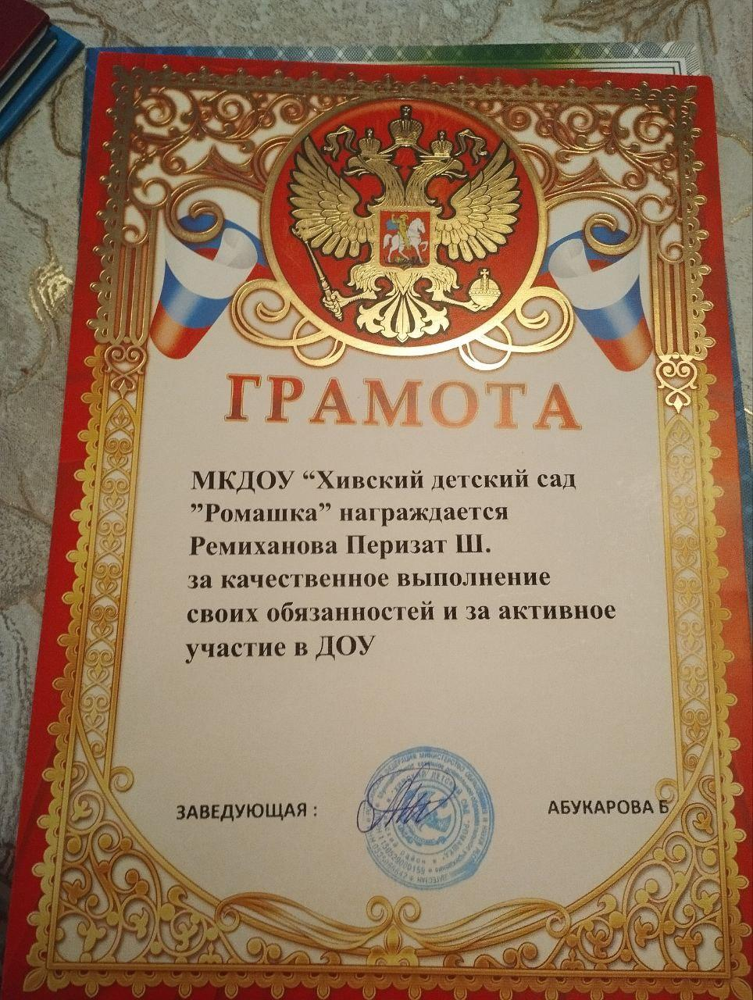 ГРАМОТА
МКДОУ “Хивский детский сад
”Ромашка” награждается
Ремиханова Перизат Ш.
за качественное выполнение
своих обязанностей и за активное
участие в ДОУ
ЗАВЕДУЮЩАЯ :
АБУКАРОВА Б